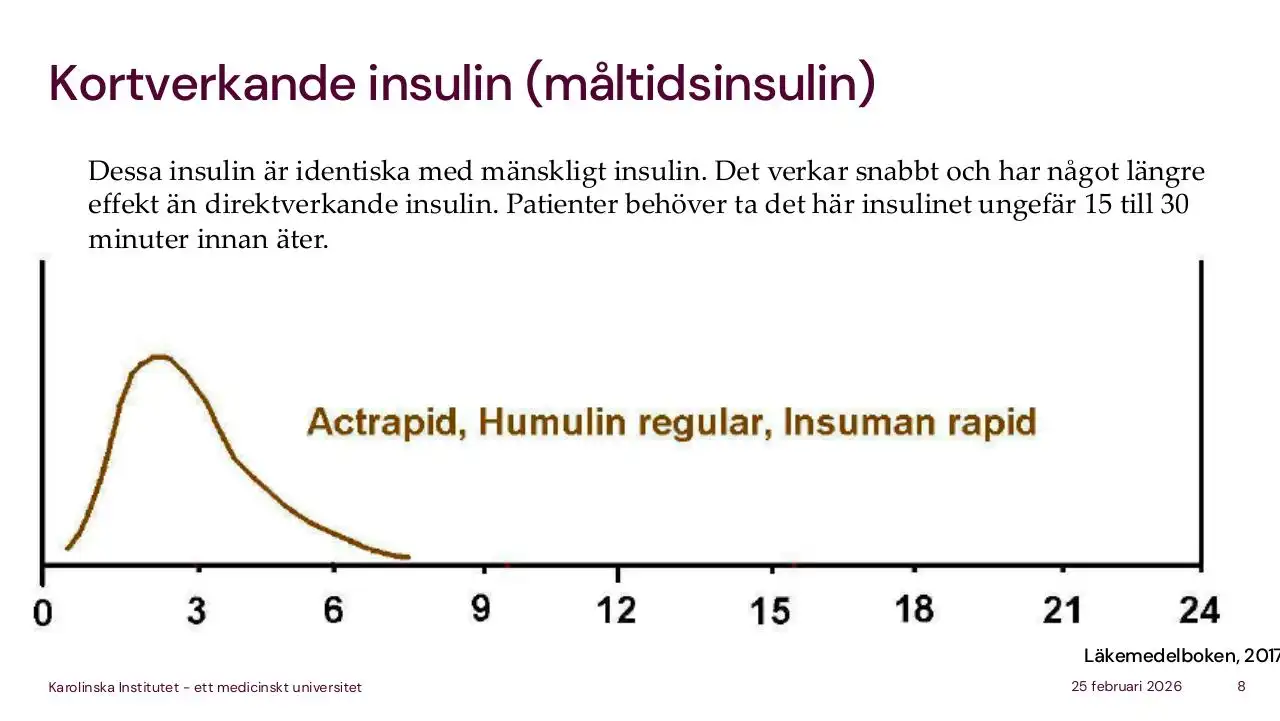 Kortverkande insulin (måltidsinsulin)
Dessa insulin är identiska med mänskligt insulin. Det verkar snabbt och har något längre
effekt än direktverkande insulin. Patienter behöver ta det här insulinet ungefär 15 till 30
minuter innan äter.
Actrapid, Humulin regular, Insuman rapid
0 3 6 9 12 15 18 21 24
Läkemedelboken, 2017
Karolinska Institutet - ett medicinskt universitet 25 februari 2026 8